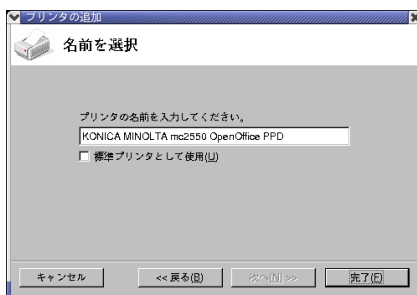 プリンタの追加
名前を選択
プリンタの名前を入力してください。
KONICA MINOLTA mc2550 OpenOffice PPD
標準プリンタとして使用(U)
キャンセル
<< 戻る(B)
次へ(N) >>
完了(F)